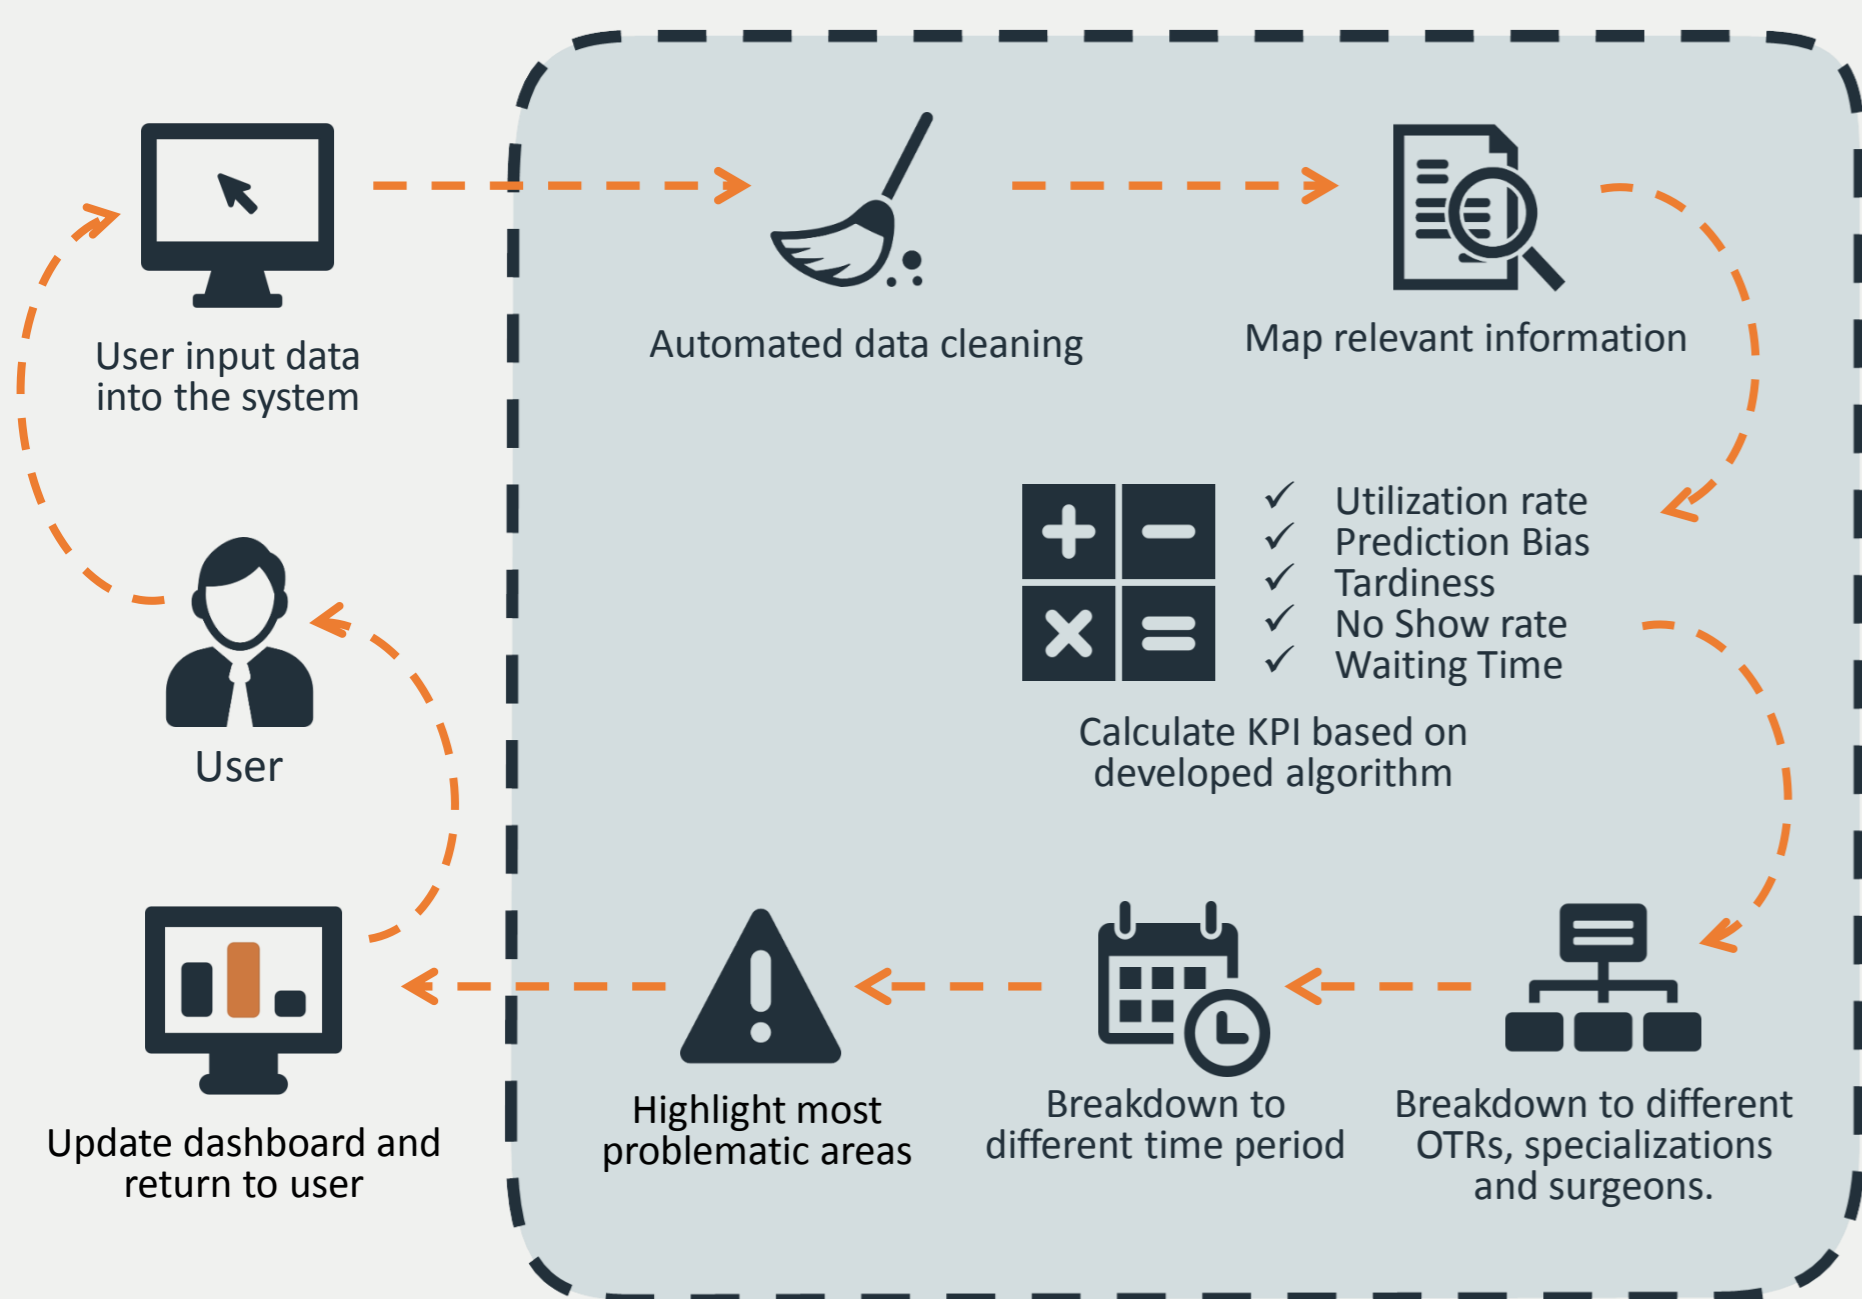 User input data
into the system
Automated data cleaning
Map relevant information
✓ Utilization rate
✓ Prediction Bias
✓ Tardiness
✓ No Show rate
✓ Waiting Time
Calculate KPI based on
developed algorithm
User
Breakdown to different
OTRs, specializations
and surgeons.
Breakdown to
different time period
Highlight most
problematic areas
Update dashboard and
return to user